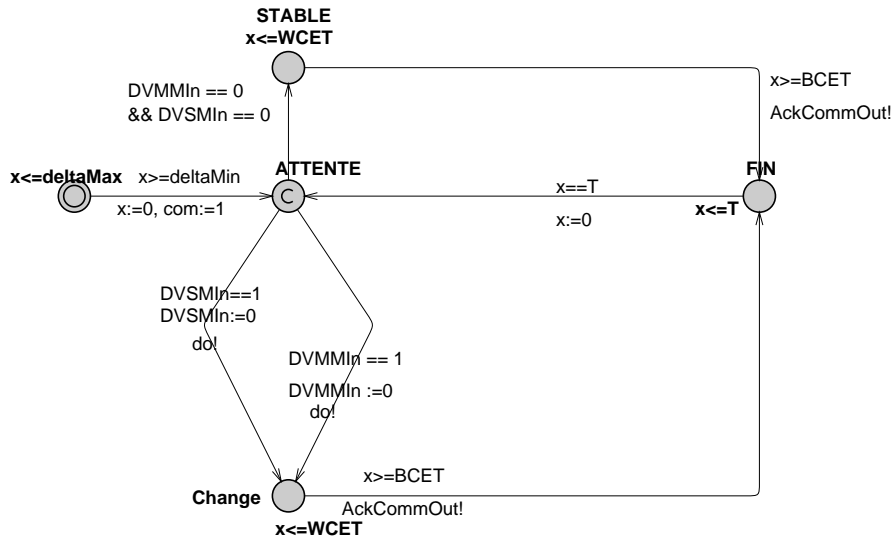 STABLE
x<=WCET
DVMMIn == 0
&& DVSMIn == 0
x>=BCET
AckCommOut!
x<=deltaMax
x>=deltaMin
x:=0, com:=1
ATTENTE
C
x==T
x:=0
FIN
x<=T
DVSMIn==1
DVSMIn:=0
do!
DVMMIn == 1
DVMMIn :=0
do!
Change
x<=WCET
x>=BCET
AckCommOut!